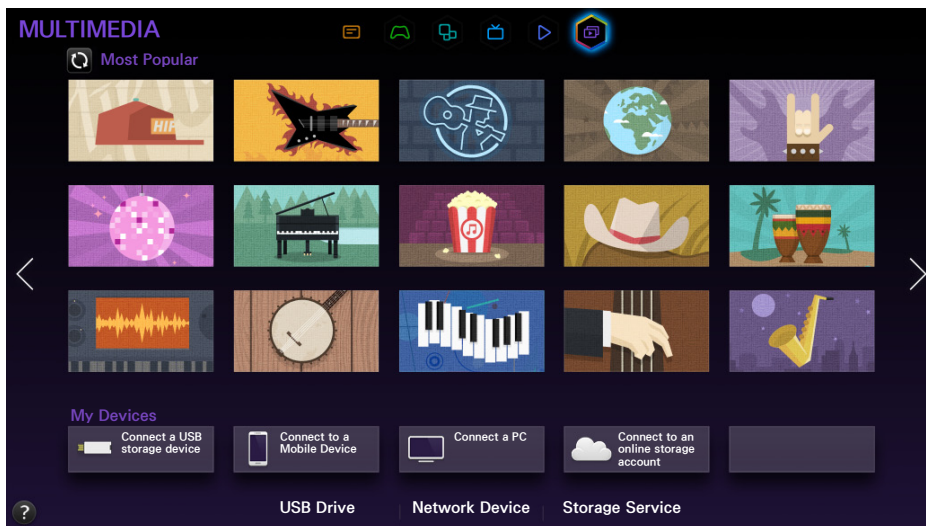 MULTIMEDIA
Most Popular
HIP
My Devices
Connect a USB
storage device
Connect to a
Mobile Device
Connect a PC
Connect to an
online storage
account
USB Drive
Network Device
Storage Service
?